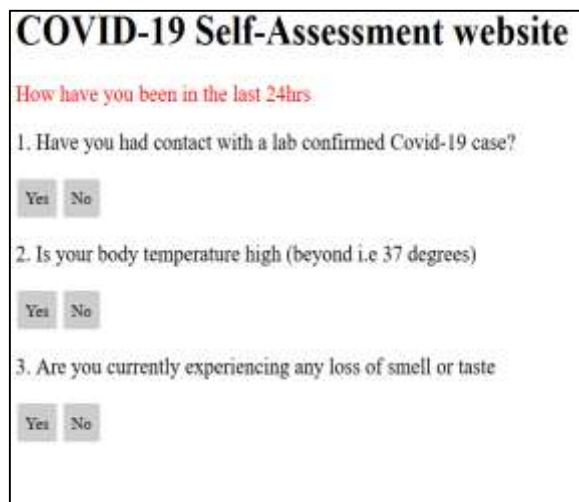 COVID-19 Self-Assessment website
How have you been in the last 24hrs
1. Have you had contact with a lab confirmed Covid-19 case?
Yes No
2. Is your body temperature high (beyond i.e 37 degrees)
Yes No
3. Are you currently experiencing any loss of smell or taste
Yes No